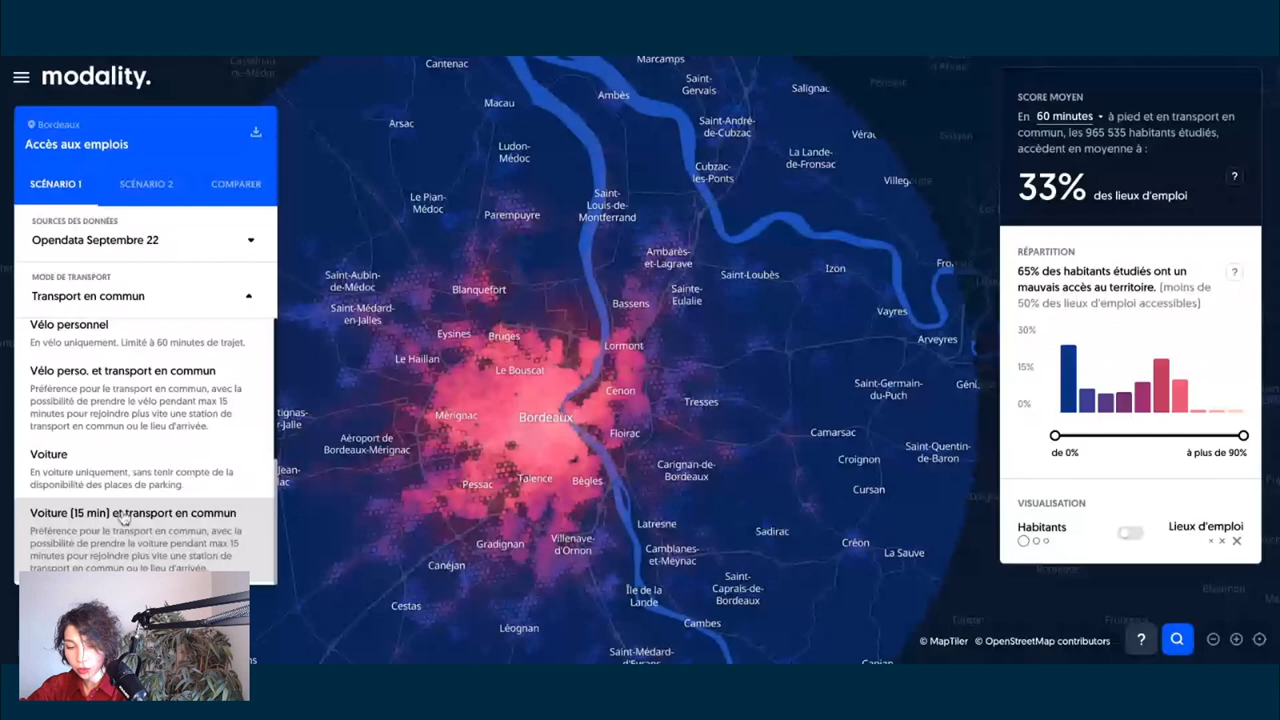 modality.
Bordeaux
Accès aux emplois
SCÉNARIO 1
SCÉNARIO 2
COMPARER
SOURCES DES DONNÉES
Opendata Septembre 22
MODE DE TRANSPORT
Transport en commun
Vélo personnel
En vélo uniquement. Limité à 60 minutes de trajet.
Vélo perso. et transport en commun
Préférence pour le transport en commun, avec la
possibilité de prendre le vélo pendant max 15
minutes pour rejoindre plus vite une station de
transport en commun ou le lieu d'arrivée.
Voiture
En voiture uniquement, sans tenir compte de la
disponibilité des places de parking.
Voiture (15 min) et transport en commun
Préférence pour le transport en commun, avec la
possibilité de prendre la voiture pendant max 15
minutes pour rejoindre plus vite une station de
transport en commun ou le lieu d'arrivée.
Cantenac
Marcamps
Macau
Ambès
Saint-
Gervais
Salignac
Arsac
Saint-André-
de-Cubzac
Ludon-
Médoc
La Lande-
de-Fronsac
Cubzac-
les-Ponts
Le Pian-
Médoc
Parempuyre
Saint-
Louis-de-
Montferrand
Ambarès-
et-Lagrave
Saint-Loubès
Izon
Saint-Aubin-
de-Médoc
Blanquefort
Sainte-
Eulalie
Bassens
Saint-Médard-
en-Jalles
Vayres
Eysines
Bruges
Lormont
Arveyres
Le Haillan
Le Bouscat
Cenon
Saint-Germain-
du-Puch
Tresses
Mérignac
Bordeaux
Floirac
Camarsac
Aéroport de
Bordeaux-Mérignac
Saint-Quentin-
de-Baron
Croignon
Carignan-de-
Bordeaux
Pessac
Talence
Bègles
Cursan
Latresne
Sadirac
Gradignan
Villenave-
d'Ornon
Camblanes-
et-Meynac
Créon
La Sauve
Canéjan
Île de la
Lande
Saint-
Caprais-de-
Bordeaux
Cestas
Léognan
Cambes
Saint-Médard-
© MapTiler © OpenStreetMap contributors
?
SCORE MOYEN
En 60 minutes à pied et en transport en
commun, les 965 535 habitants étudiés,
accèdent en moyenne à :
33% des lieux d'emploi
?
RÉPARTITION
65% des habitants étudiés ont un
mauvais accès au territoire. (moins de
50% des lieux d'emploi accessibles)
?
30%
15%
0%
de 0%
à plus de 90%
VISUALISATION
Habitants
Lieux d'emploi